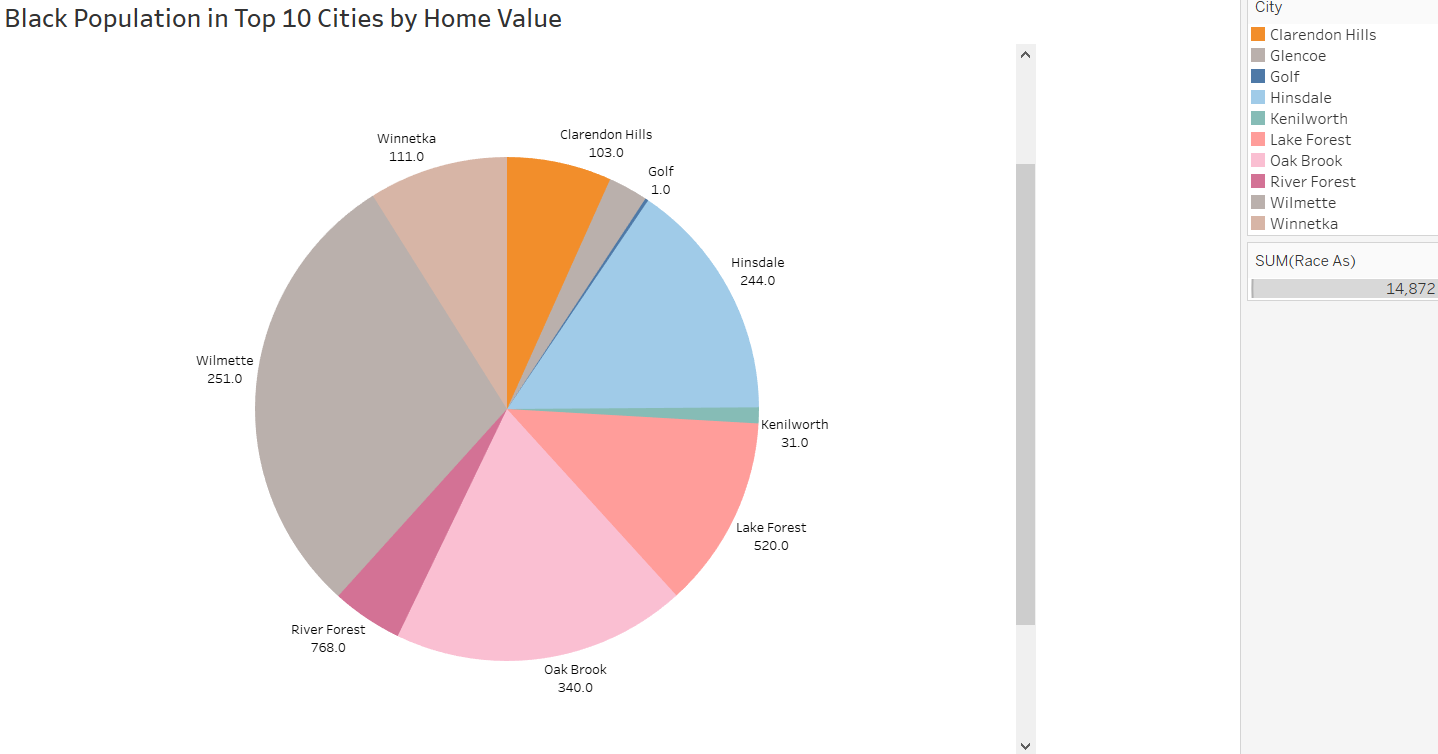 Black Population in Top 10 Cities by Home Value
Winnetka
111.0
Clarendon Hills
103.0
Golf
1.0
Hinsdale
244.0
Wilmette
251.0
Kenilworth
31.0
Lake Forest
520.0
River Forest
768.0
Oak Brook
340.0
City
Clarendon Hills
Glencoe
Golf
Hinsdale
Kenilworth
Lake Forest
Oak Brook
River Forest
Wilmette
Winnetka
SUM(Race As)
14,872